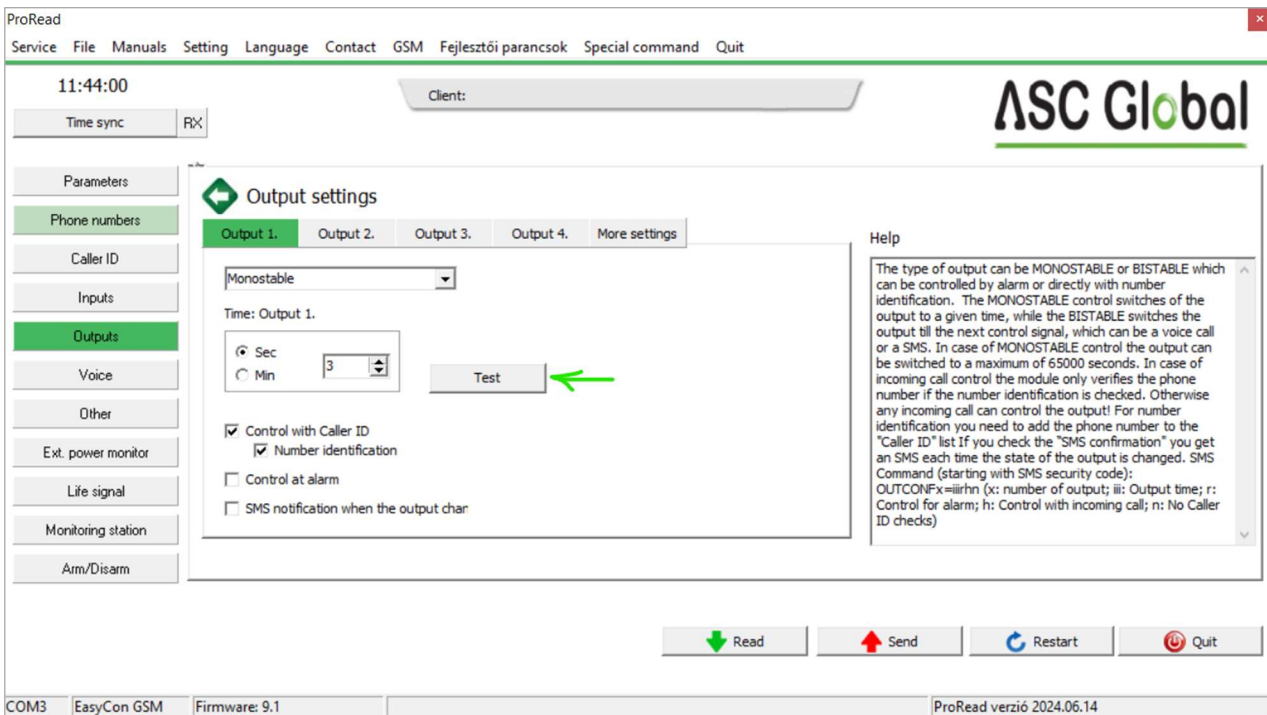 ProRead
Service File Manuals Setting Language Contact GSM Fejlesztői parancsok Special command Quit
11:44:00
Client:
ASC Global
Time sync RX
Parameters
Phone numbers
Caller ID
Inputs
Outputs
Voice
Other
Ext. power monitor
Life signal
Monitoring station
Arm/Disarm
Output settings
Output 1. Output 2. Output 3. Output 4. More settings
Monostable
Time: Output 1.
Sec
Min
3
Test
Control with Caller ID
Number identification
Control at alarm
SMS notification when the output chan
Help
The type of output can be MONOSTABLE or BISTABLE which
can be controlled by alarm or directly with number
identification. The MONOSTABLE control switches of the
output to a given time, while the BISTABLE switches the
output till the next control signal, which can be a voice call
or a SMS. In case of MONOSTABLE control the output can
be switched to a maximum of 65000 seconds. In case of
incoming call control the module only verifies the phone
number if the number identification is checked. Otherwise
any incoming call can control the output! For number
identification you need to add the phone number to the
"Caller ID" list If you check the "SMS confirmation" you get
an SMS each time the state of the output is changed. SMS
Command (starting with SMS security code):
OUTCONFx=iiirhn (x: number of output; iii: Output time; r:
Control for alarm; h: Control with incoming call; n: No Caller
ID checks)
Read Send Restart Quit
COM3 EasyCon GSM Firmware: 9.1 ProRead verzió 2024.06.14